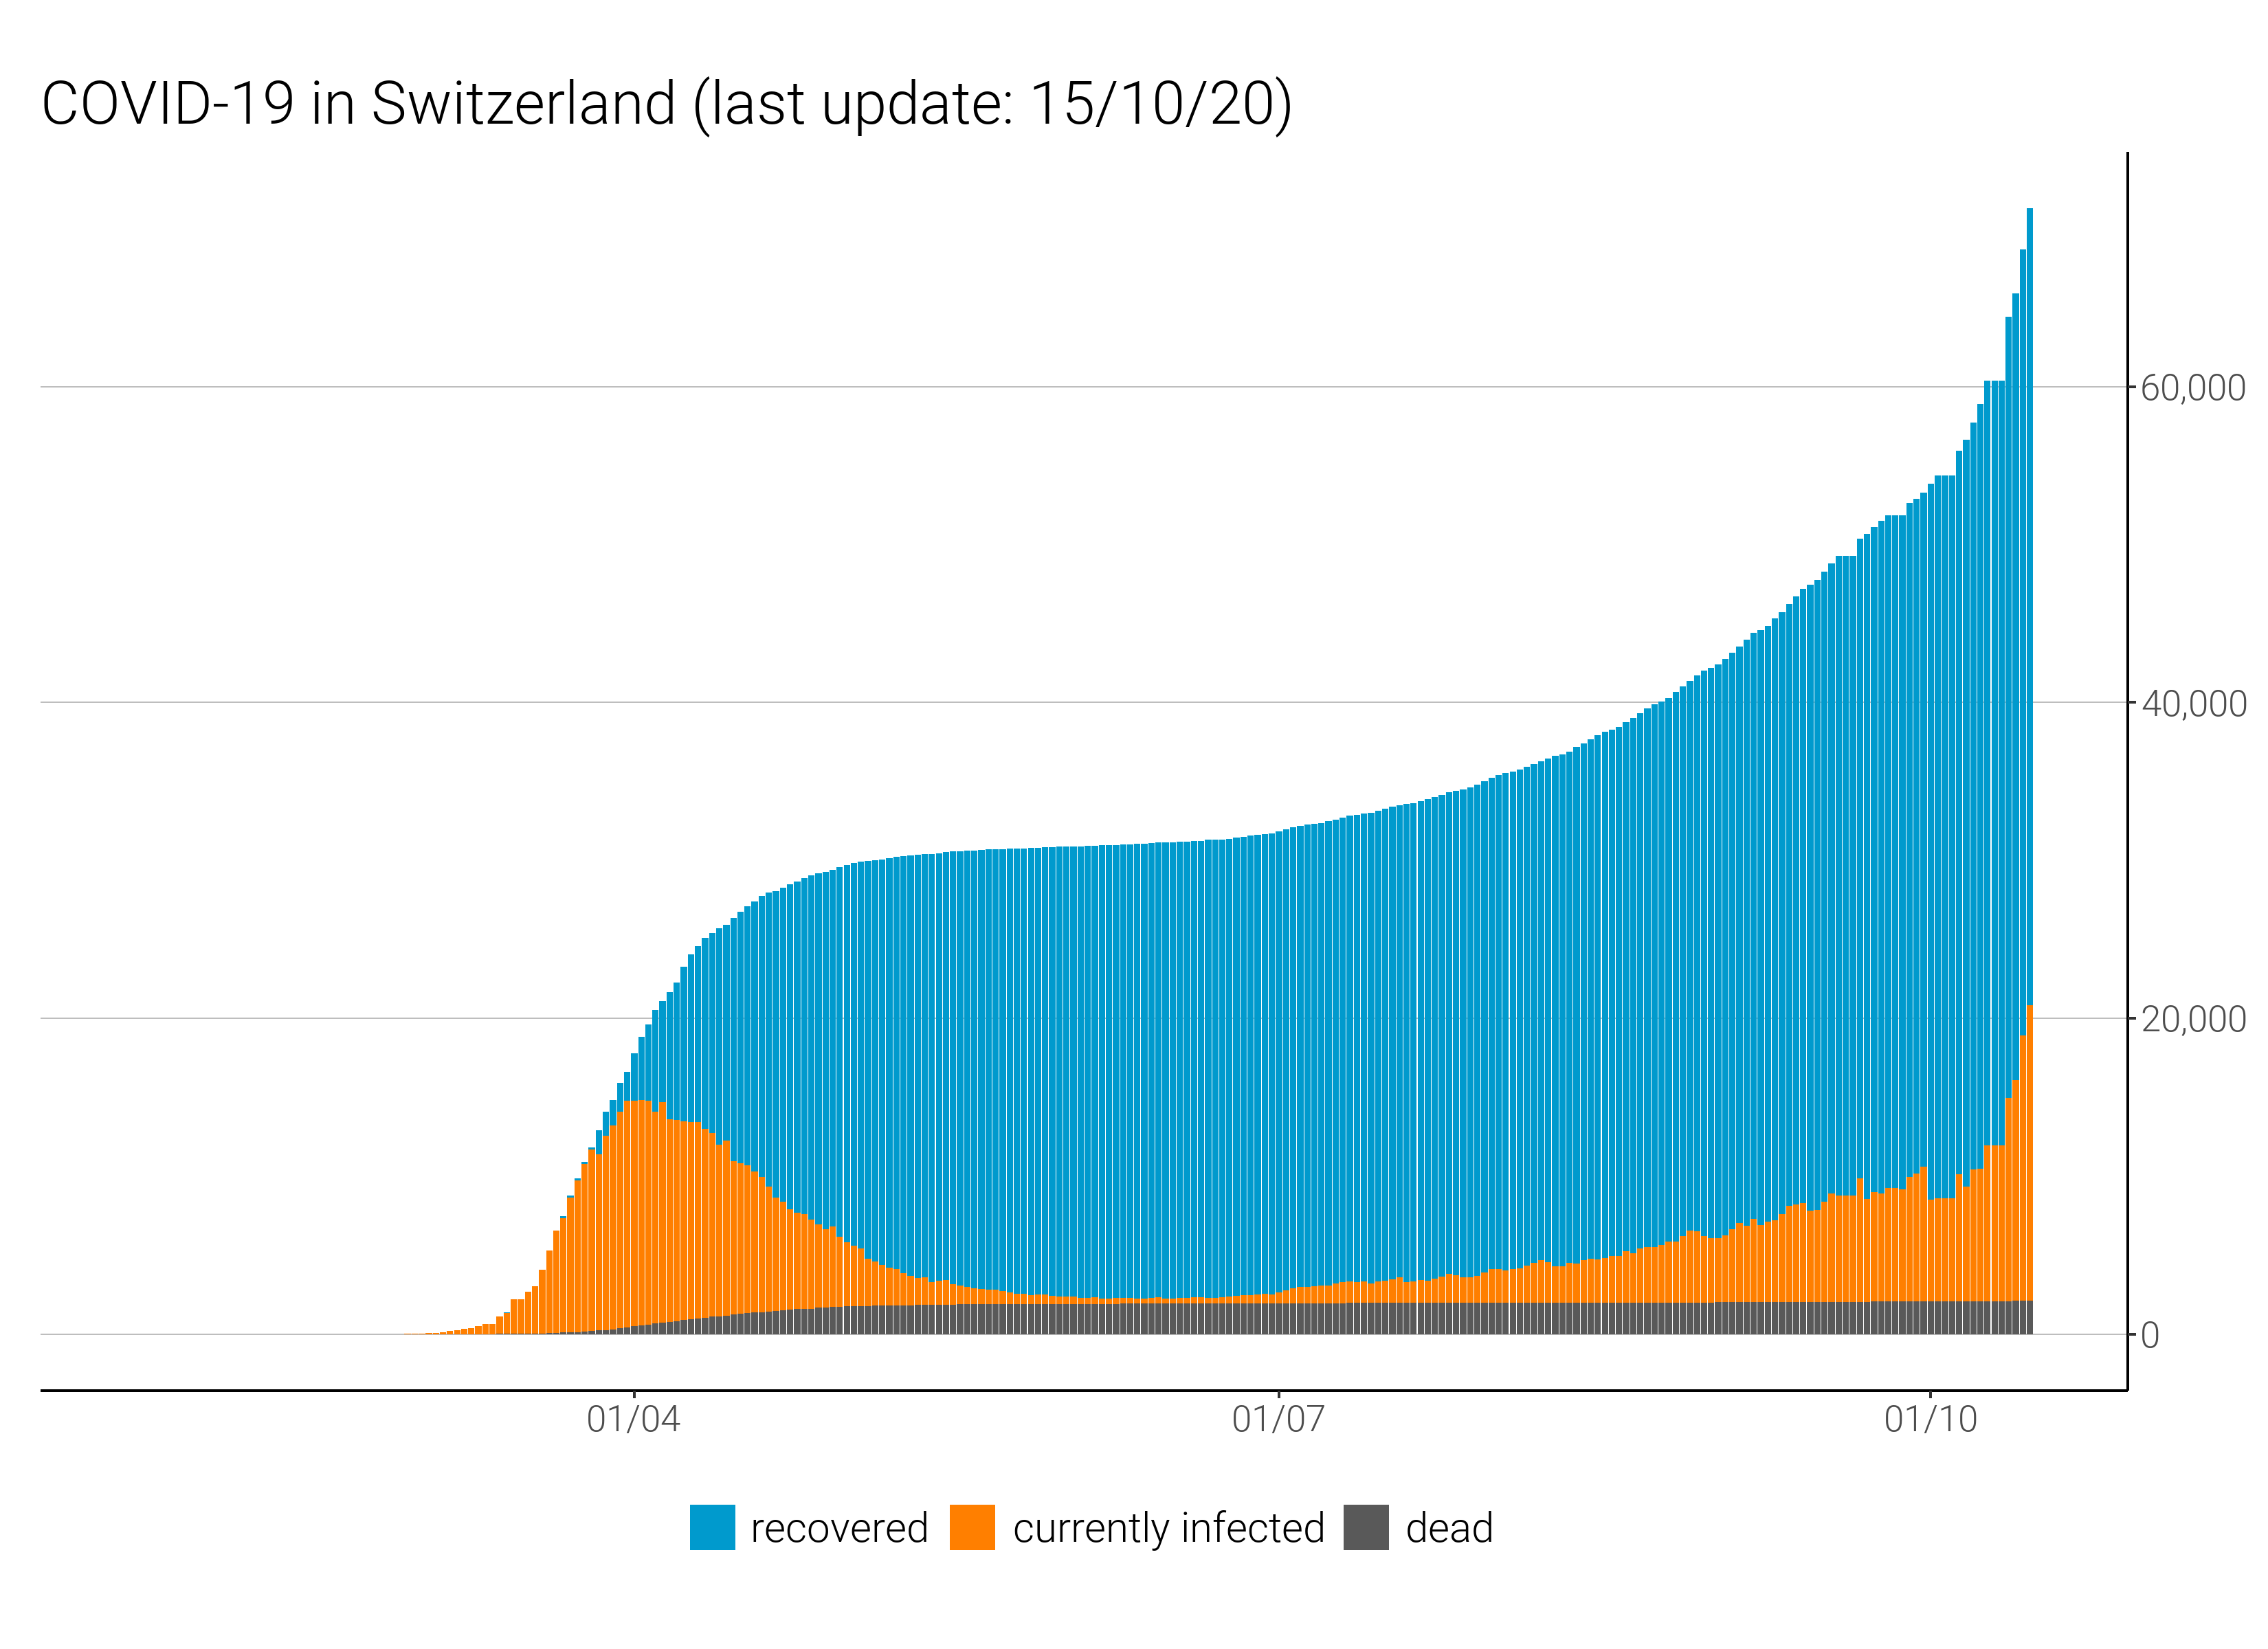 COVID-19 in Switzerland (last update: 15/10/20)
60,000
40,000
20,000
0
01/04 01/07 01/10
recovered currently infected dead